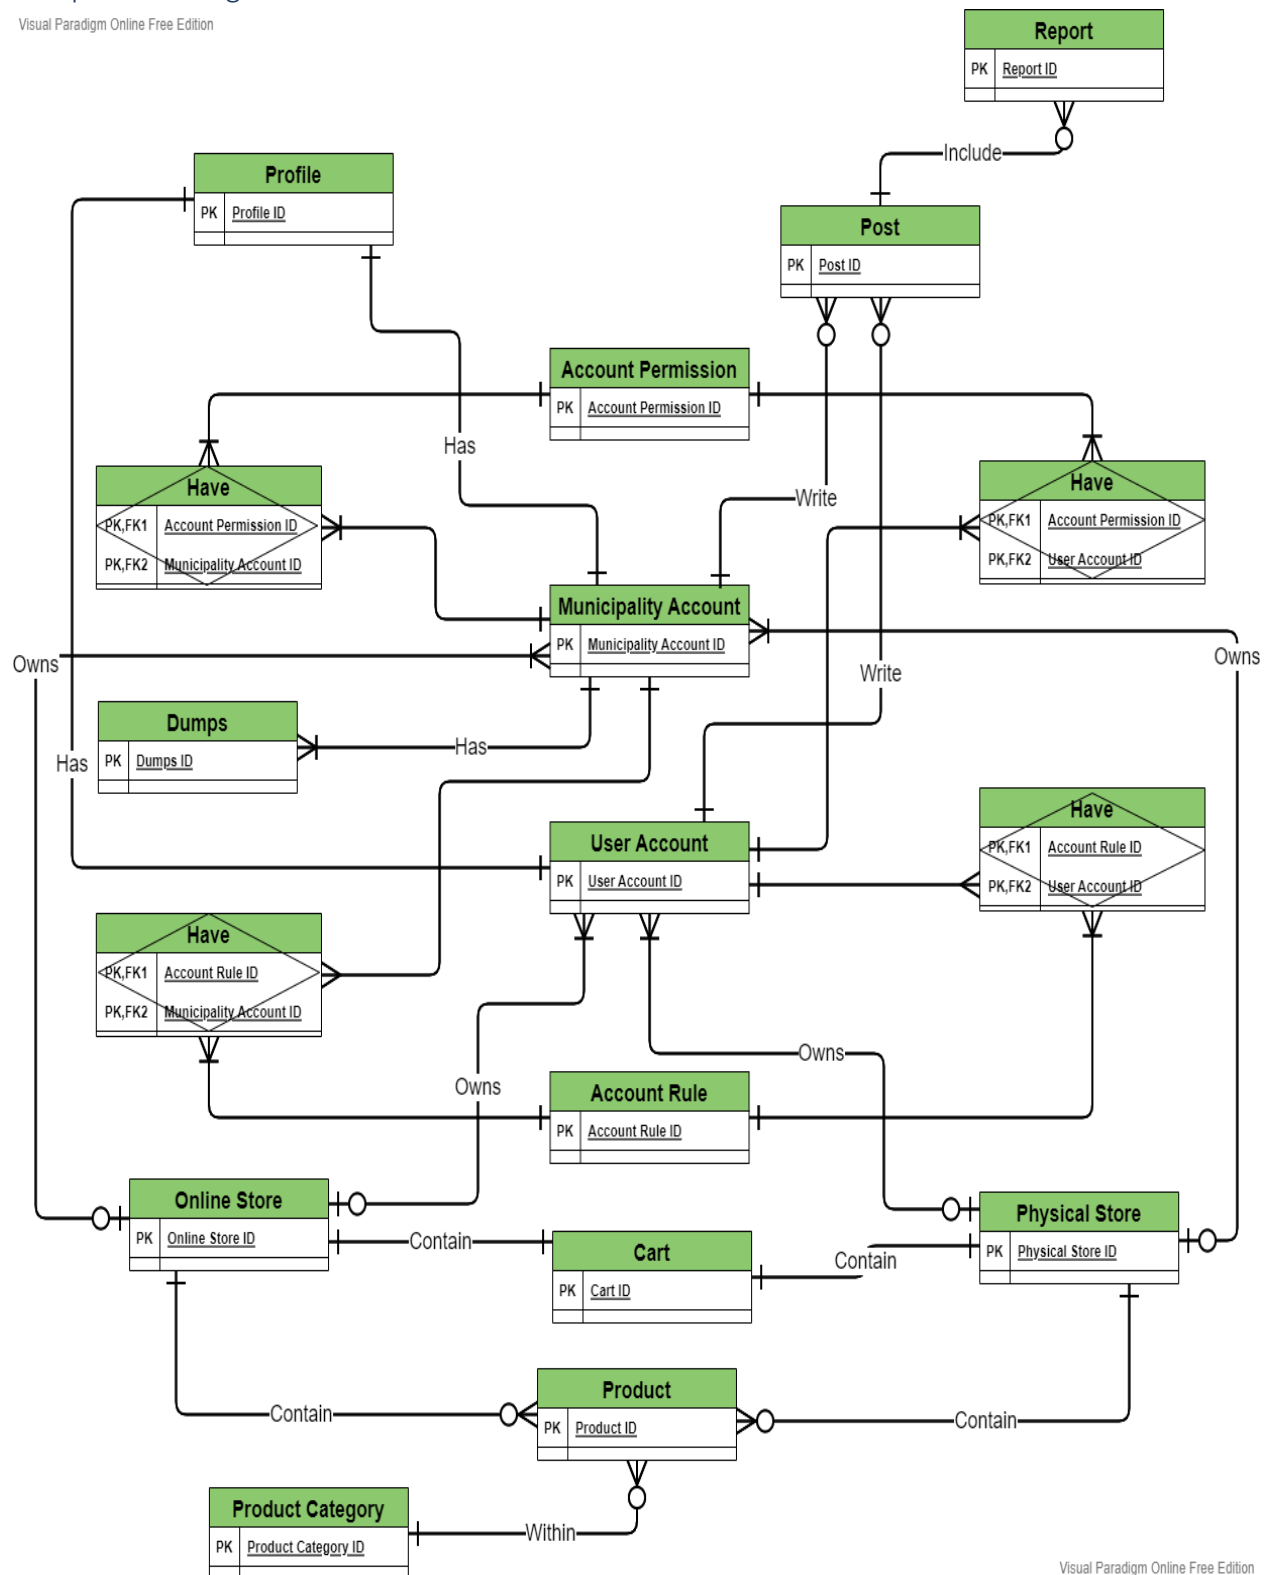 Visual Paradigm Online Free Edition
Report
PK Report ID
Include
Profile
PK Profile ID
Post
PK Post ID
Account Permission
PK Account Permission ID
Has
Have
PK,FK1 Account Permission ID
PK,FK2 Municipality Account ID
Write
Have
PK,FK1 Account Permission ID
PK,FK2 User Account ID
Municipality Account
PK Municipality Account ID
Owns
Owns
Write
Dumps
PK Dumps ID
Has
Has
User Account
PK User Account ID
Have
PK,FK1 Account Rule ID
PK,FK2 User Account ID
Have
PK,FK1 Account Rule ID
PK,FK2 Municipality Account ID
Owns
Owns
Account Rule
PK Account Rule ID
Online Store
PK Online Store ID
Contain
Cart
PK Cart ID
Contain
Physical Store
PK Physical Store ID
Product
PK Product ID
Contain
Contain
Product Category
PK Product Category ID
Within
Visual Paradigm Online Free Edition